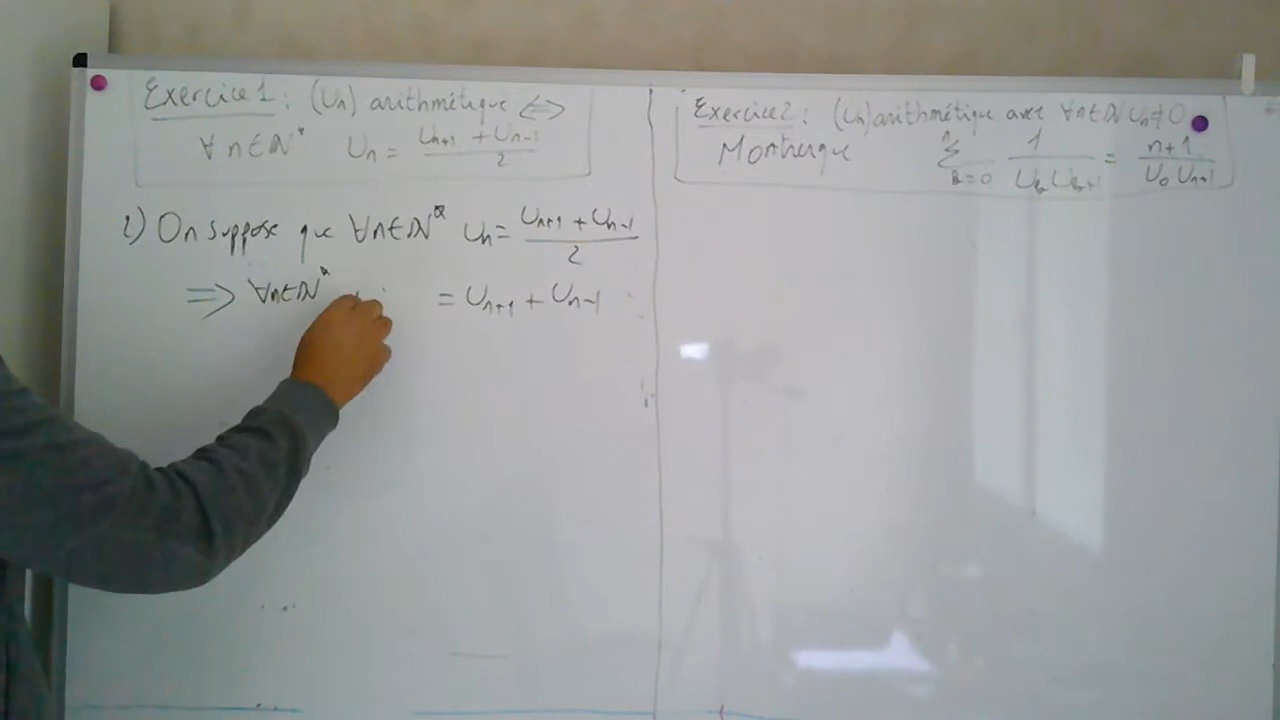 Exercice 1 : (Un) arithmétique ⇔
∀n∈ℕ* Un = (Un+1 + Un-1)/2
2) On suppose que ∀n∈ℕ* Un = (Un+1 + Un-1)/2
⇒ ∀n∈ℕ* = Un+1 + Un-1
Exercice 2 : (Un) arithmétique avec ∀n∈ℕ Un≠0
Montrer que Σ_{k=0}^{n} 1/(Uk Uk+1) = (n+1)/(U0 Un+1)